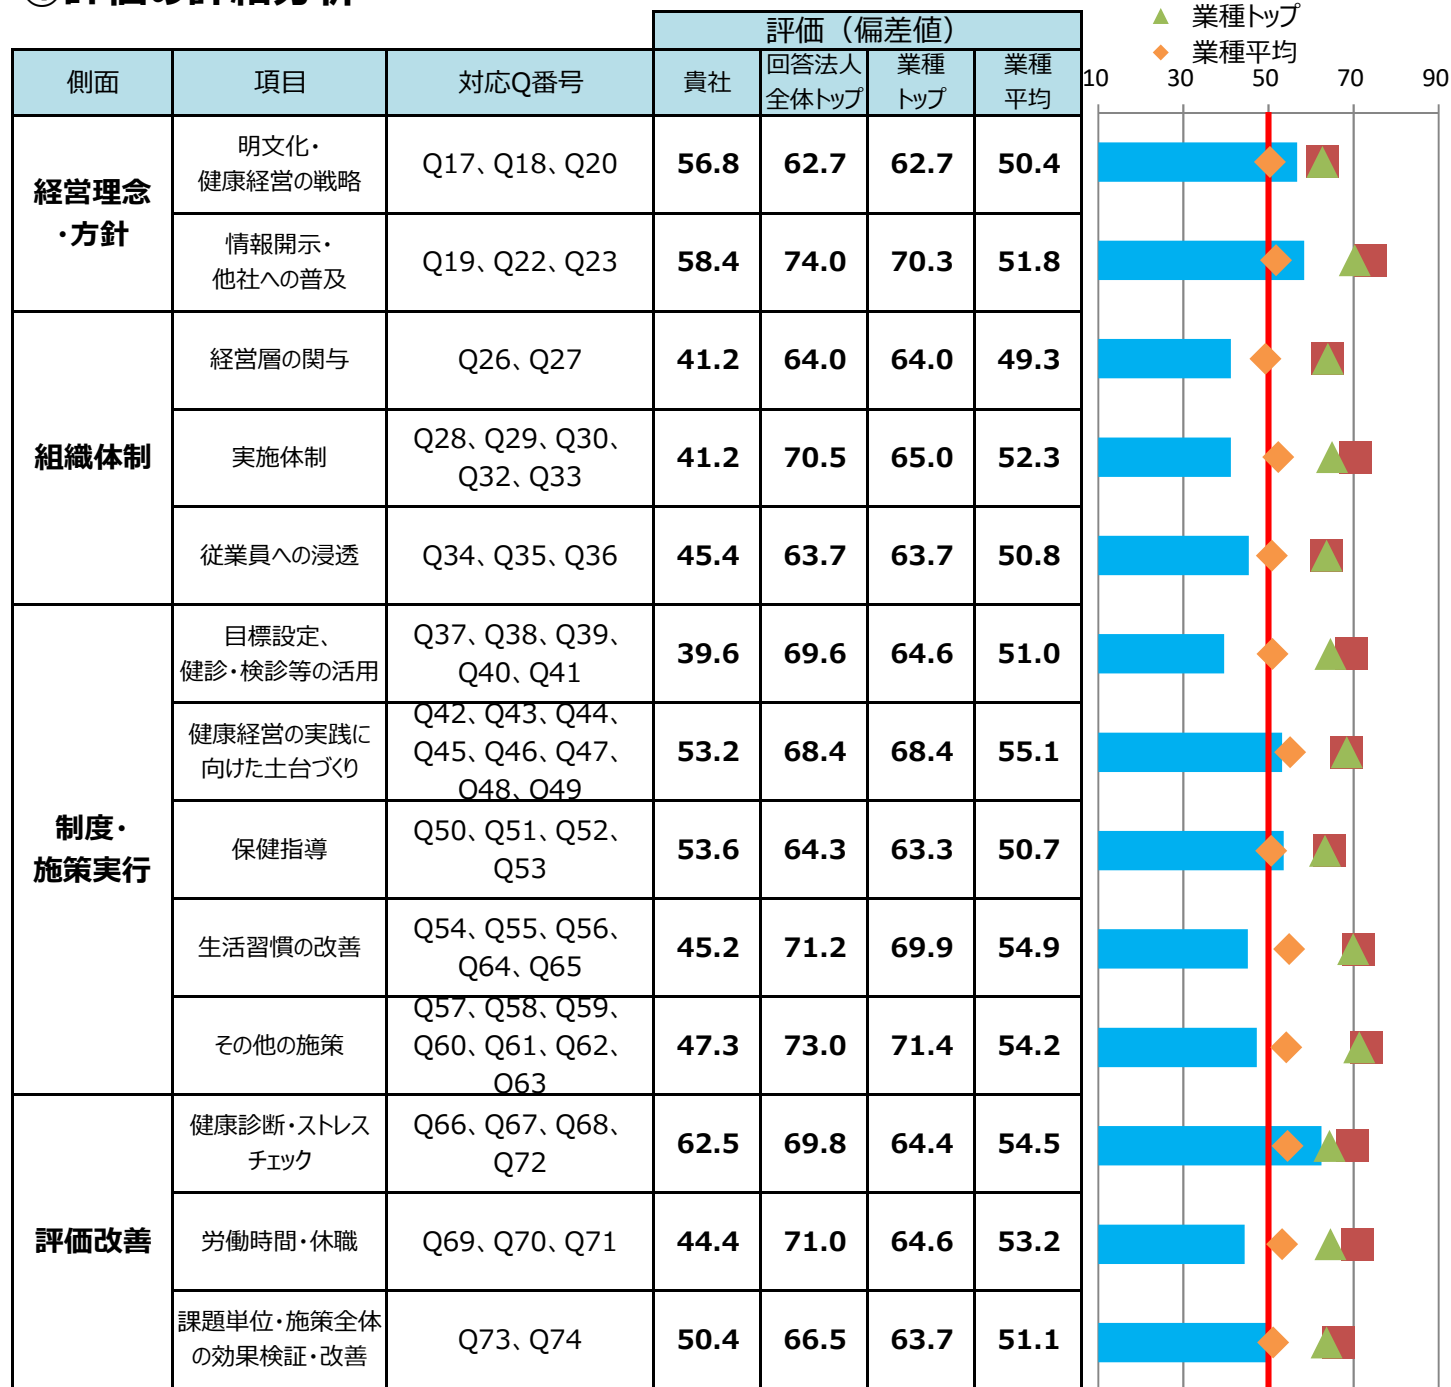 評価（偏差値）
▲ 業種トップ
◆ 業種平均
側面 項目 対応Q番号 貴社 回答法人 業種 業種
全体トップ トップ 平均
10 30 50 70 90
経営理念
・方針
明文化・
健康経営の戦略
Q17、Q18、Q20 56.8 62.7 62.7 50.4
情報開示・
他社への普及
Q19、Q22、Q23 58.4 74.0 70.3 51.8
組織体制
経営層の関与 Q26、Q27 41.2 64.0 64.0 49.3
実施体制
Q28、Q29、Q30、
Q32、Q33
41.2 70.5 65.0 52.3
従業員への浸透 Q34、Q35、Q36 45.4 63.7 63.7 50.8
制度・
施策実行
目標設定、
健診・検診等の活用
Q37、Q38、Q39、
Q40、Q41
39.6 69.6 64.6 51.0
健康経営の実践に
向けた土台づくり
Q42、Q43、Q44、
Q45、Q46、Q47、
Q48、Q49
53.2 68.4 68.4 55.1
保健指導
Q50、Q51、Q52、
Q53
53.6 64.3 63.3 50.7
生活習慣の改善
Q54、Q55、Q56、
Q64、Q65
45.2 71.2 69.9 54.9
その他の施策
Q57、Q58、Q59、
Q60、Q61、Q62、
Q63
47.3 73.0 71.4 54.2
評価改善
健康診断・ストレス
チェック
Q66、Q67、Q68、
Q72
62.5 69.8 64.4 54.5
労働時間・休職 Q69、Q70、Q71 44.4 71.0 64.6 53.2
課題単位・施策全体
の効果検証・改善
Q73、Q74 50.4 66.5 63.7 51.1